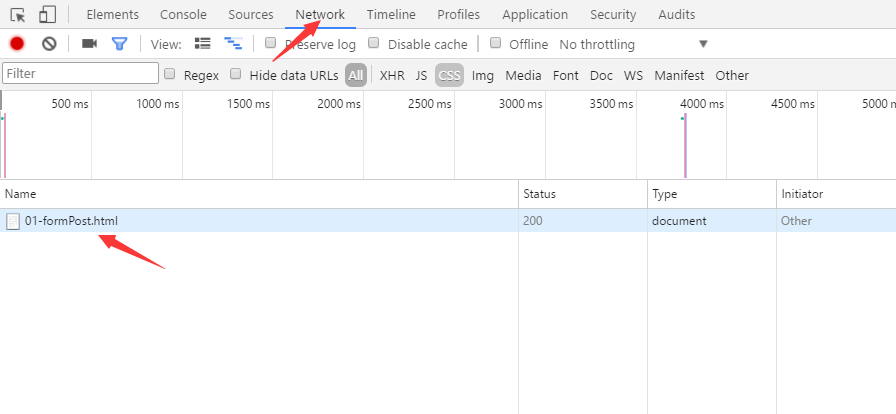 Elements Console Sources Network Timeline Profiles Application Security Audits
View: Preserve log Disable cache Offline No throttling
Filter Regex Hide data URLs All XHR JS CSS Img Media Font Doc WS Manifest Other
500 ms 1000 ms 1500 ms 2000 ms 2500 ms 3000 ms 3500 ms 4000 ms 4500 ms 5000 m
Name Status Type Initiator
01-formPost.html 200 document Other